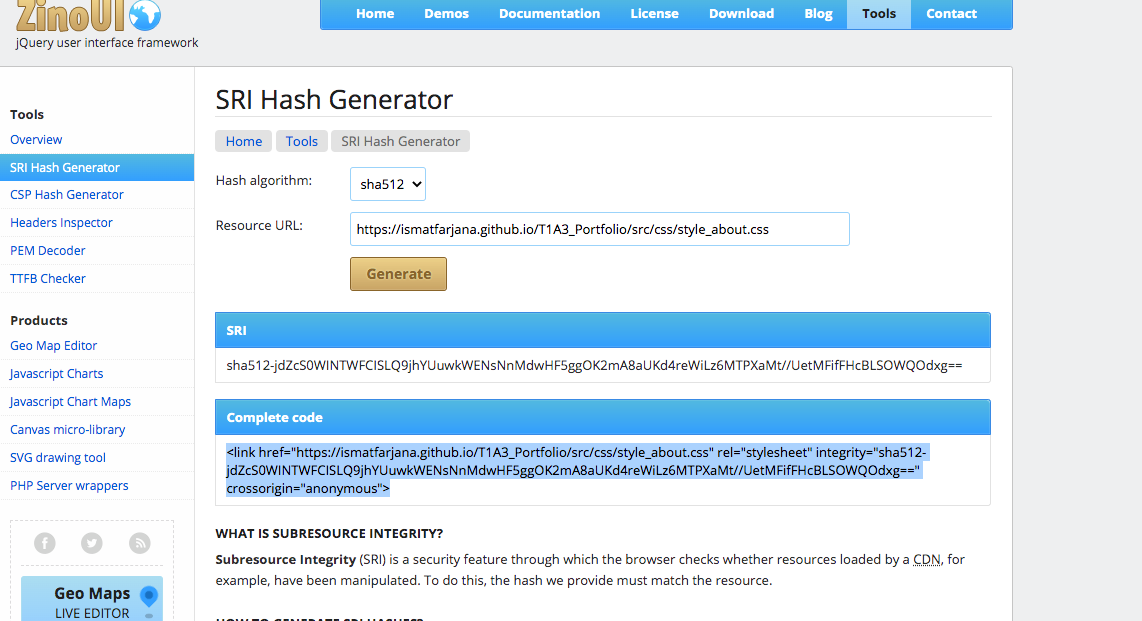 ZinoUI
jQuery user interface framework
Home Demos Documentation License Download Blog Tools Contact
Tools
Overview
SRI Hash Generator
CSP Hash Generator
Headers Inspector
PEM Decoder
TTFB Checker
Products
Geo Map Editor
Javascript Charts
Javascript Chart Maps
Canvas micro-library
SVG drawing tool
PHP Server wrappers
Geo Maps
LIVE EDITOR
SRI Hash Generator
Home Tools SRI Hash Generator
Hash algorithm: sha512
Resource URL: https://ismatfarjana.github.io/T1A3_Portfolio/src/css/style_about.css
Generate
SRI
sha512-jdZcS0WINTWFCISLQ9jhYUuwkWENsNnMdwHF5ggOK2mA8aUKd4reWiLz6MTPXaMt//UetMFifFHcBLSOWQOdxg==
Complete code
<link href="https://ismatfarjana.github.io/T1A3_Portfolio/src/css/style_about.css" rel="stylesheet" integrity="sha512-
jdZcS0WINTWFCISLQ9jhYUuwkWENsNnMdwHF5ggOK2mA8aUKd4reWiLz6MTPXaMt//UetMFifFHcBLSOWQOdxg=="
crossorigin="anonymous">
WHAT IS SUBRESOURCE INTEGRITY?
Subresource Integrity (SRI) is a security feature through which the browser checks whether resources loaded by a CDN, for
example, have been manipulated. To do this, the hash we provide must match the resource.
HOW TO GENERATE SRI HASHES?